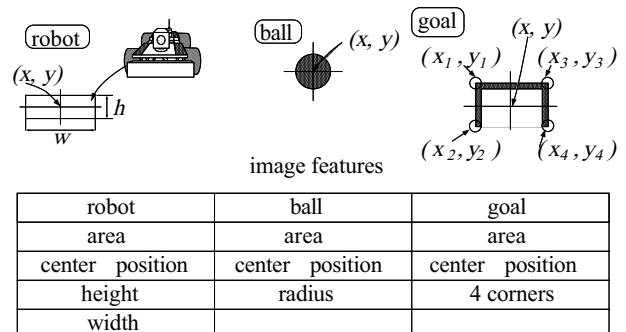 robot
ball
goal
(x, y)
(x, y)
(x, y)
(x1, y1)
(x3, y3)
h
w
(x2, y2)
(x4, y4)
image features
robot ball goal
area area area
center position center position center position
height radius 4 corners
width